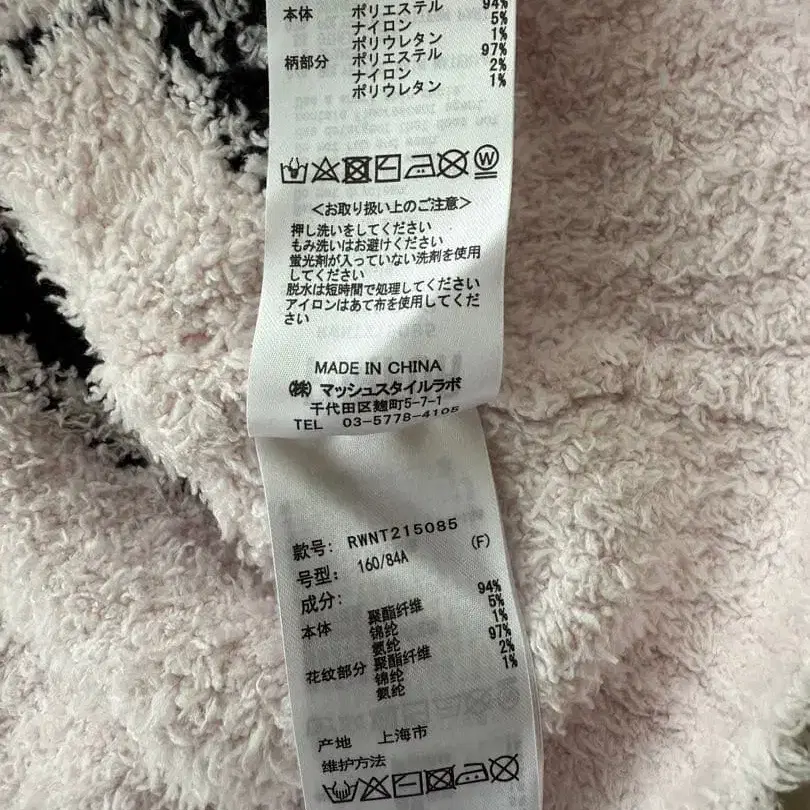 本体 ポリエステル 94%
ナイロン 5%
ポリウレタン 1%
柄部分 ポリエステル 97%
ナイロン 2%
ポリウレタン 1%
W
<お取り扱い上のご注意>
押し洗いをしてください
もみ洗いはお避けください
蛍光剤が入っていない洗剤を使用
してください
脱水は短時間で処理してください
アイロンはあて布を使用してくだ
さい
MADE IN CHINA
(株) マッシュスタイルラボ
千代田区麹町5-7-1
TEL 03-5778-4105
款号: RWNT215085
号型: 160/84A (F)
成分:
本体 聚酯纤维 94%
锦纶 5%
氨纶 1%
花纹部分 聚酯纤维 97%
锦纶 2%
氨纶 1%
产地 上海市
维护方法